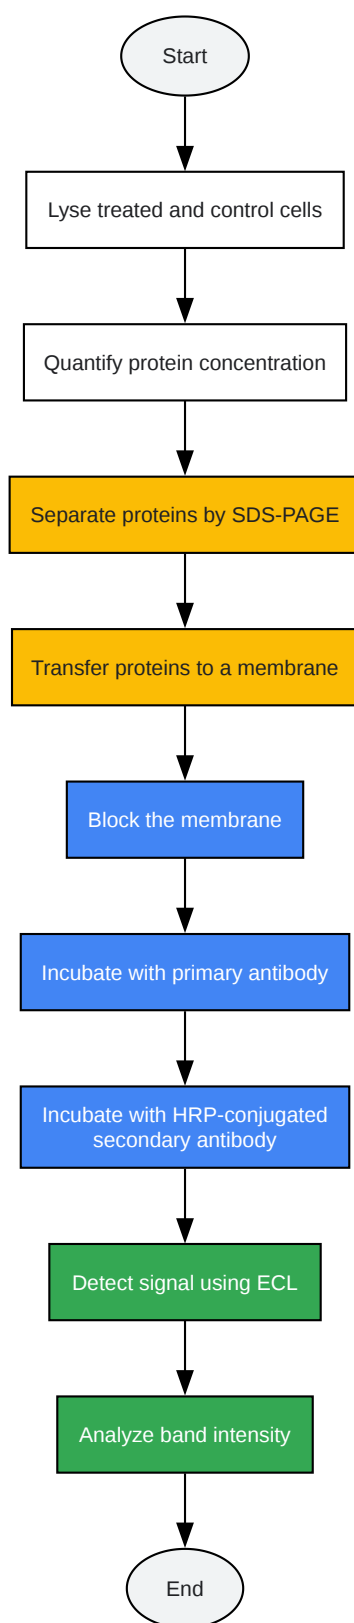 Start
Lyse treated and control cells
Quantify protein concentration
Separate proteins by SDS-PAGE
Transfer proteins to a membrane
Block the membrane
Incubate with primary antibody
Incubate with HRP-conjugated
secondary antibody
Detect signal using ECL
Analyze band intensity
End